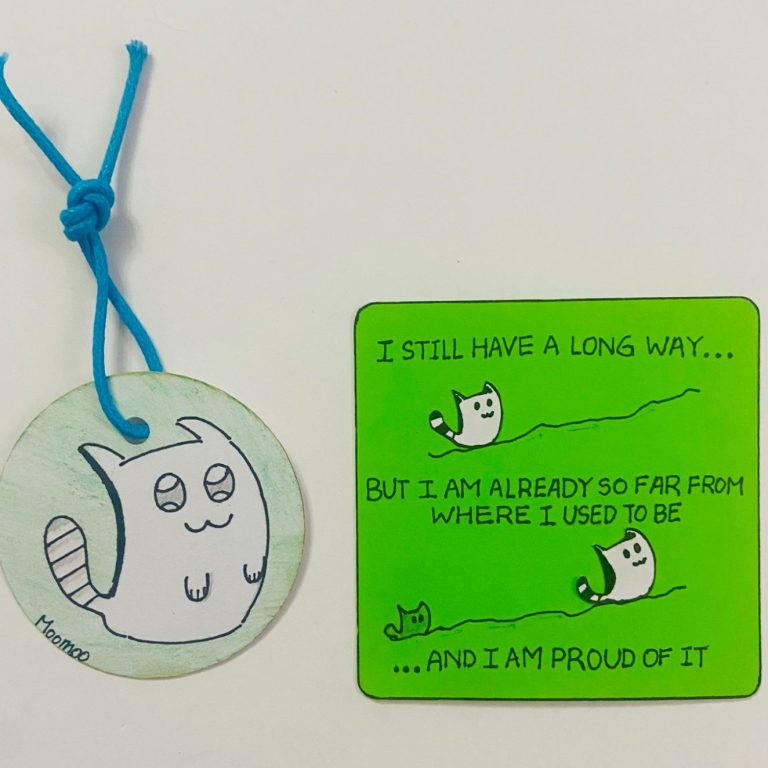 Moomoo
I STILL HAVE A LONG WAY...
BUT I AM ALREADY SO FAR FROM
WHERE I USED TO BE
...AND I AM PROUD OF IT